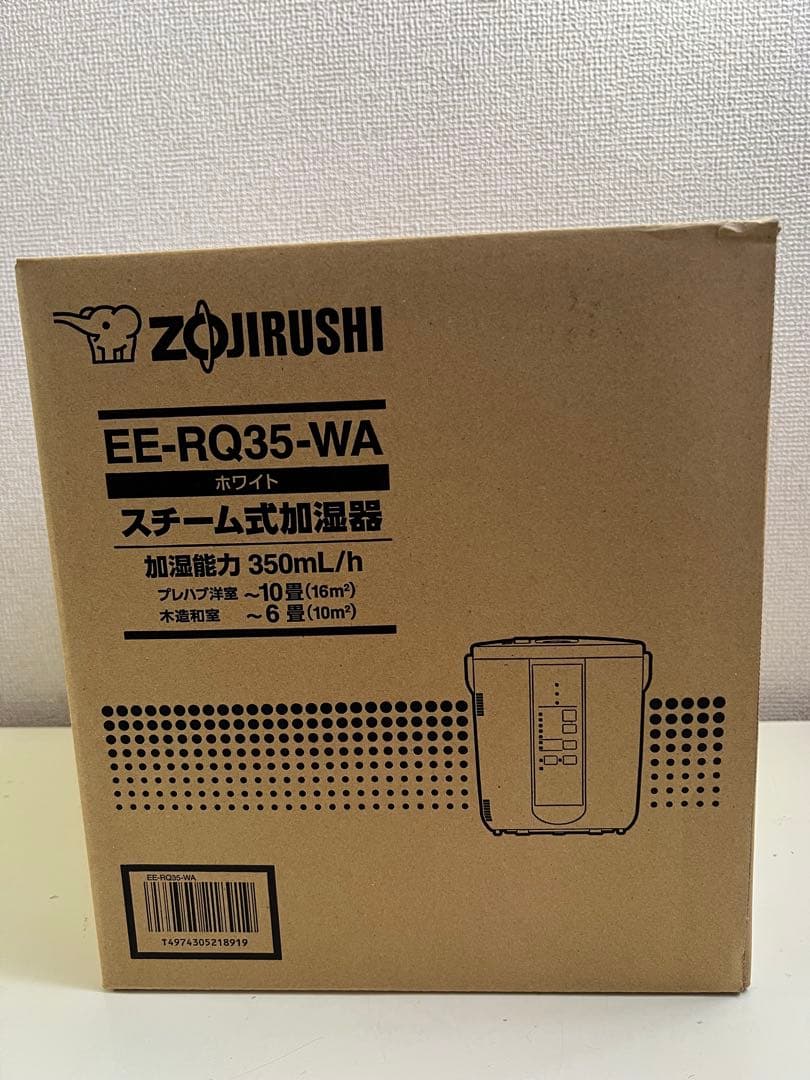 ZOJIRUSHI
EE-RQ35-WA
ホワイト
スチーム式加湿器
加湿能力 350mL/h
プレハブ洋室 ～10畳(16m²)
木造和室 ～6畳(10m²)
EE-RQ35-WA
T4974305218919